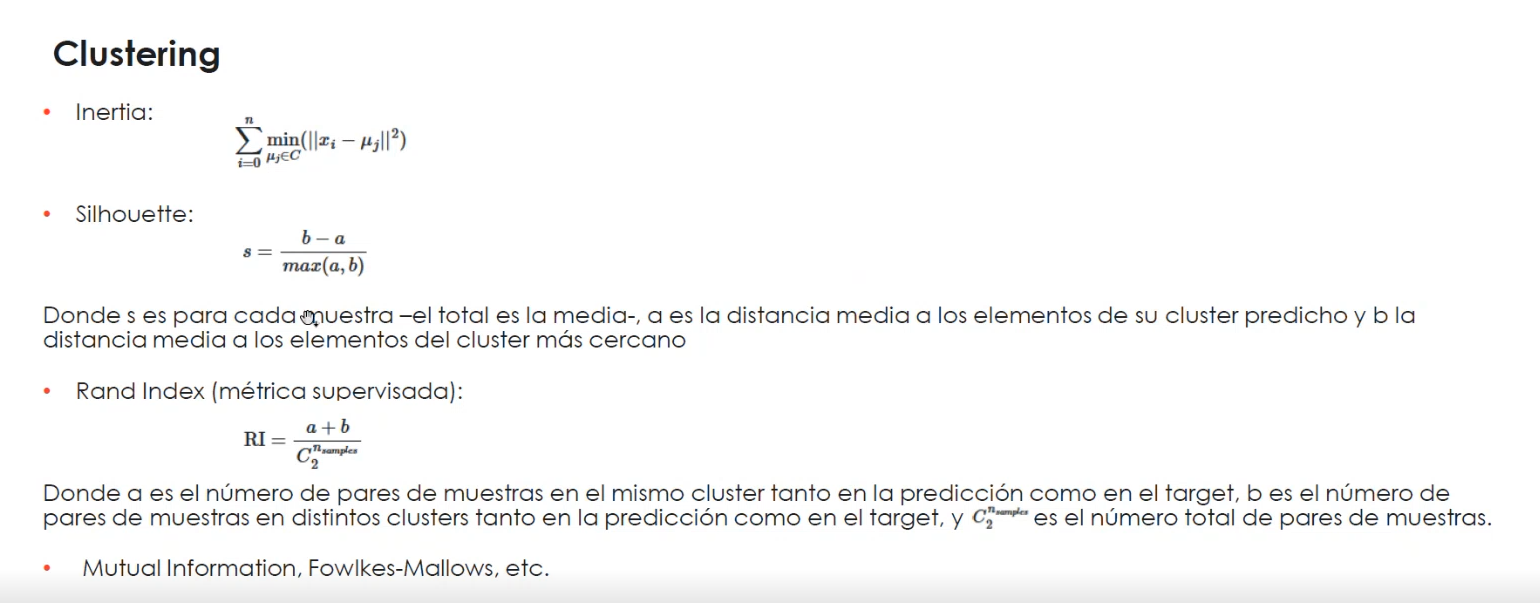 Clustering
• Inertia:
\sum_{i=0}^{n} \min_{\mu_j \in C} (||x_i - \mu_j||^2)
• Silhouette:
s = \frac{b - a}{max(a, b)}
Donde s es para cada muestra –el total es la media-, a es la distancia media a los elementos de su cluster predicho y b la
distancia media a los elementos del cluster más cercano
• Rand Index (métrica supervisada):
RI = \frac{a + b}{C_2^{n_{samples}}}
Donde a es el número de pares de muestras en el mismo cluster tanto en la predicción como en el target, b es el número de
pares de muestras en distintos clusters tanto en la predicción como en el target, y C_2^{n_{samples}} es el número total de pares de muestras.
• Mutual Information, Fowlkes-Mallows, etc.